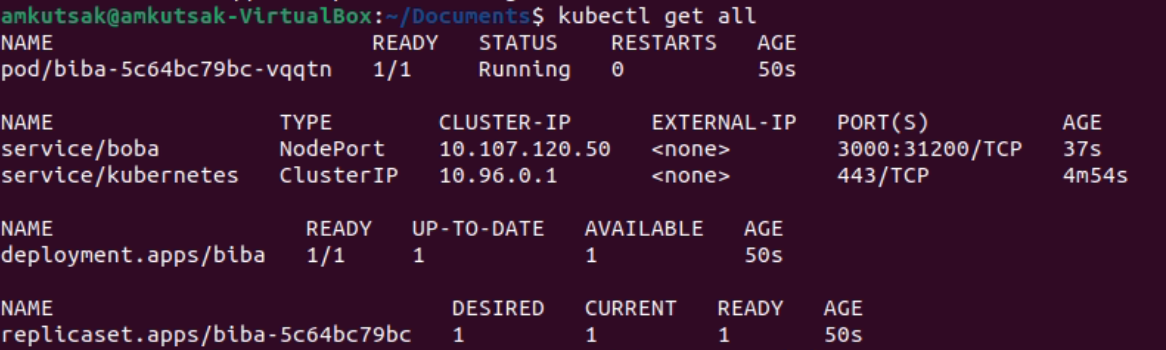 amkutsak@amkutsak-VirtualBox:~/Documents$ kubectl get all
NAME READY STATUS RESTARTS AGE
pod/biba-5c64bc79bc-vqqtn 1/1 Running 0 50s
NAME TYPE CLUSTER-IP EXTERNAL-IP PORT(S) AGE
service/boba NodePort 10.107.120.50 <none> 3000:31200/TCP 37s
service/kubernetes ClusterIP 10.96.0.1 <none> 443/TCP 4m54s
NAME READY UP-TO-DATE AVAILABLE AGE
deployment.apps/biba 1/1 1 1 50s
NAME DESIRED CURRENT READY AGE
replicaset.apps/biba-5c64bc79bc 1 1 1 50s